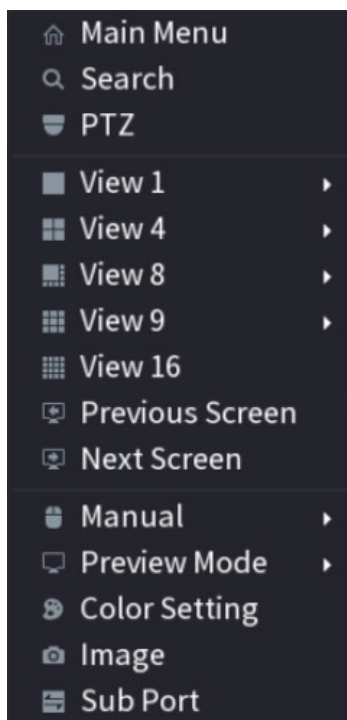 Main Menu
Search
PTZ
View 1
View 4
View 8
View 9
View 16
Previous Screen
Next Screen
Manual
Preview Mode
Color Setting
Image
Sub Port